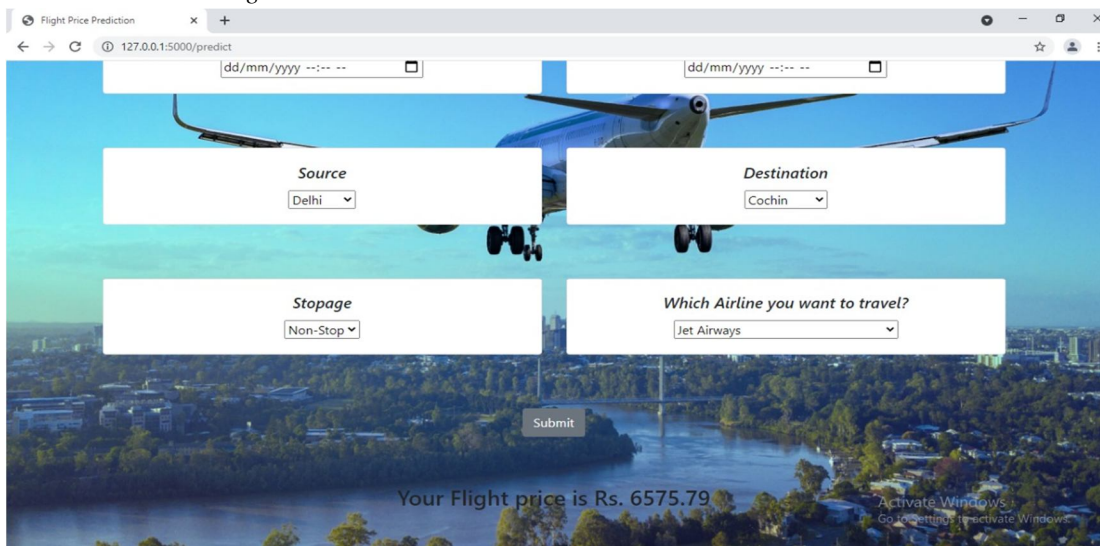 Flight Price Prediction
127.0.0.1:5000/predict
dd/mm/yyyy --:-- --
dd/mm/yyyy --:-- --
Source
Destination
Delhi
Cochin
Stopage
Which Airline you want to travel?
Non-Stop
Jet Airways
Submit
Your Flight price is Rs. 6575.79
Activate Windows
Go to Settings to activate Windows.